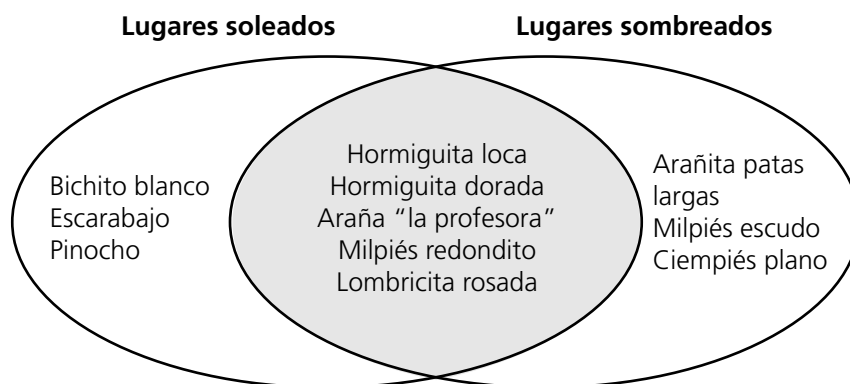 Lugares soleados
Lugares sombreados
Bichito blanco
Escarabajo
Pinocho
Hormiguita loca
Hormiguita dorada
Araña “la profesora”
Milpiés redondito
Lombricita rosada
Arañita patas
largas
Milpiés escudo
Ciempiés plano